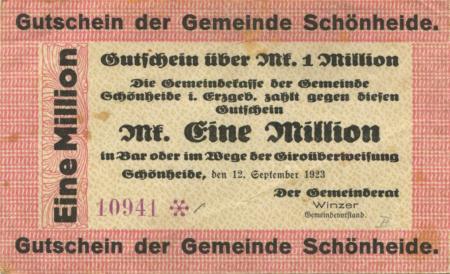 Gutschein der Gemeinde Schönheide.
Eine Million
Gutschein über Mk. 1 Million
Die Gemeindekasse der Gemeinde
Schönheide i. Erzgeb. zahlt gegen diesen
Gutschein
Mk. Eine Million
in Bar oder im Wege der Giroüberweisung
Schönheide, den 12. September 1923
Der Gemeinderat
10941 *
Winzer
Gemeindevorstand.
Gutschein der Gemeinde Schönheide.